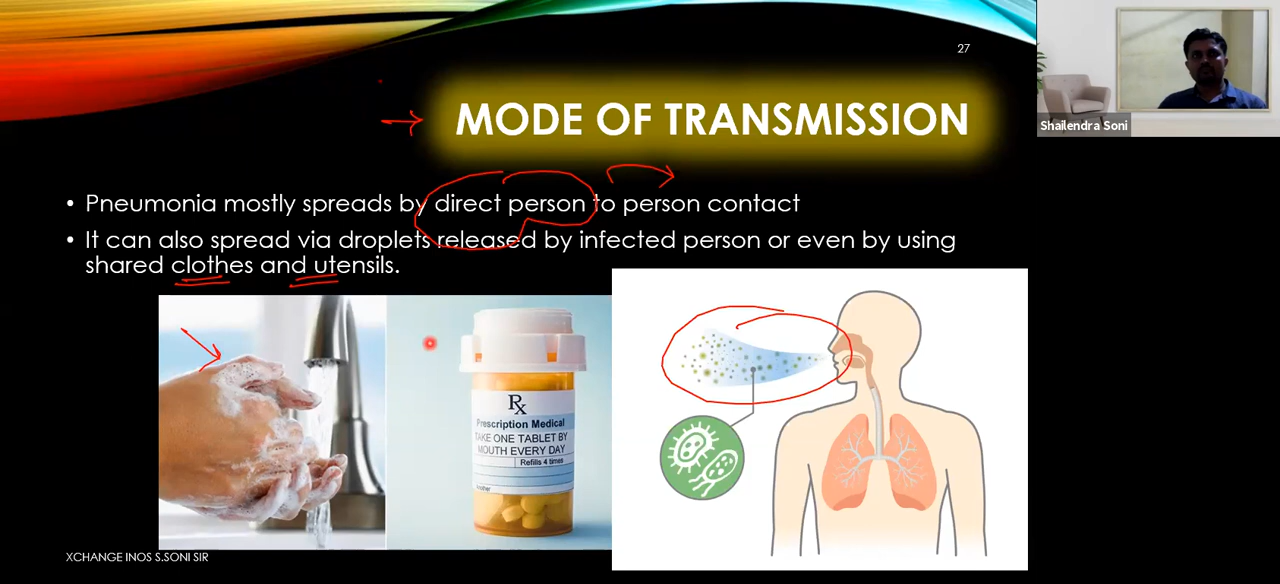 27
MODE OF TRANSMISSION
Shailendra Soni
• Pneumonia mostly spreads by direct person to person contact
• It can also spread via droplets released by infected person or even by using
shared clothes and utensils.
Rx
Prescription Medical
TAKE ONE TABLET BY
MOUTH EVERY DAY
Refills 4 times
XCHANGE INOS S.SONI SIR